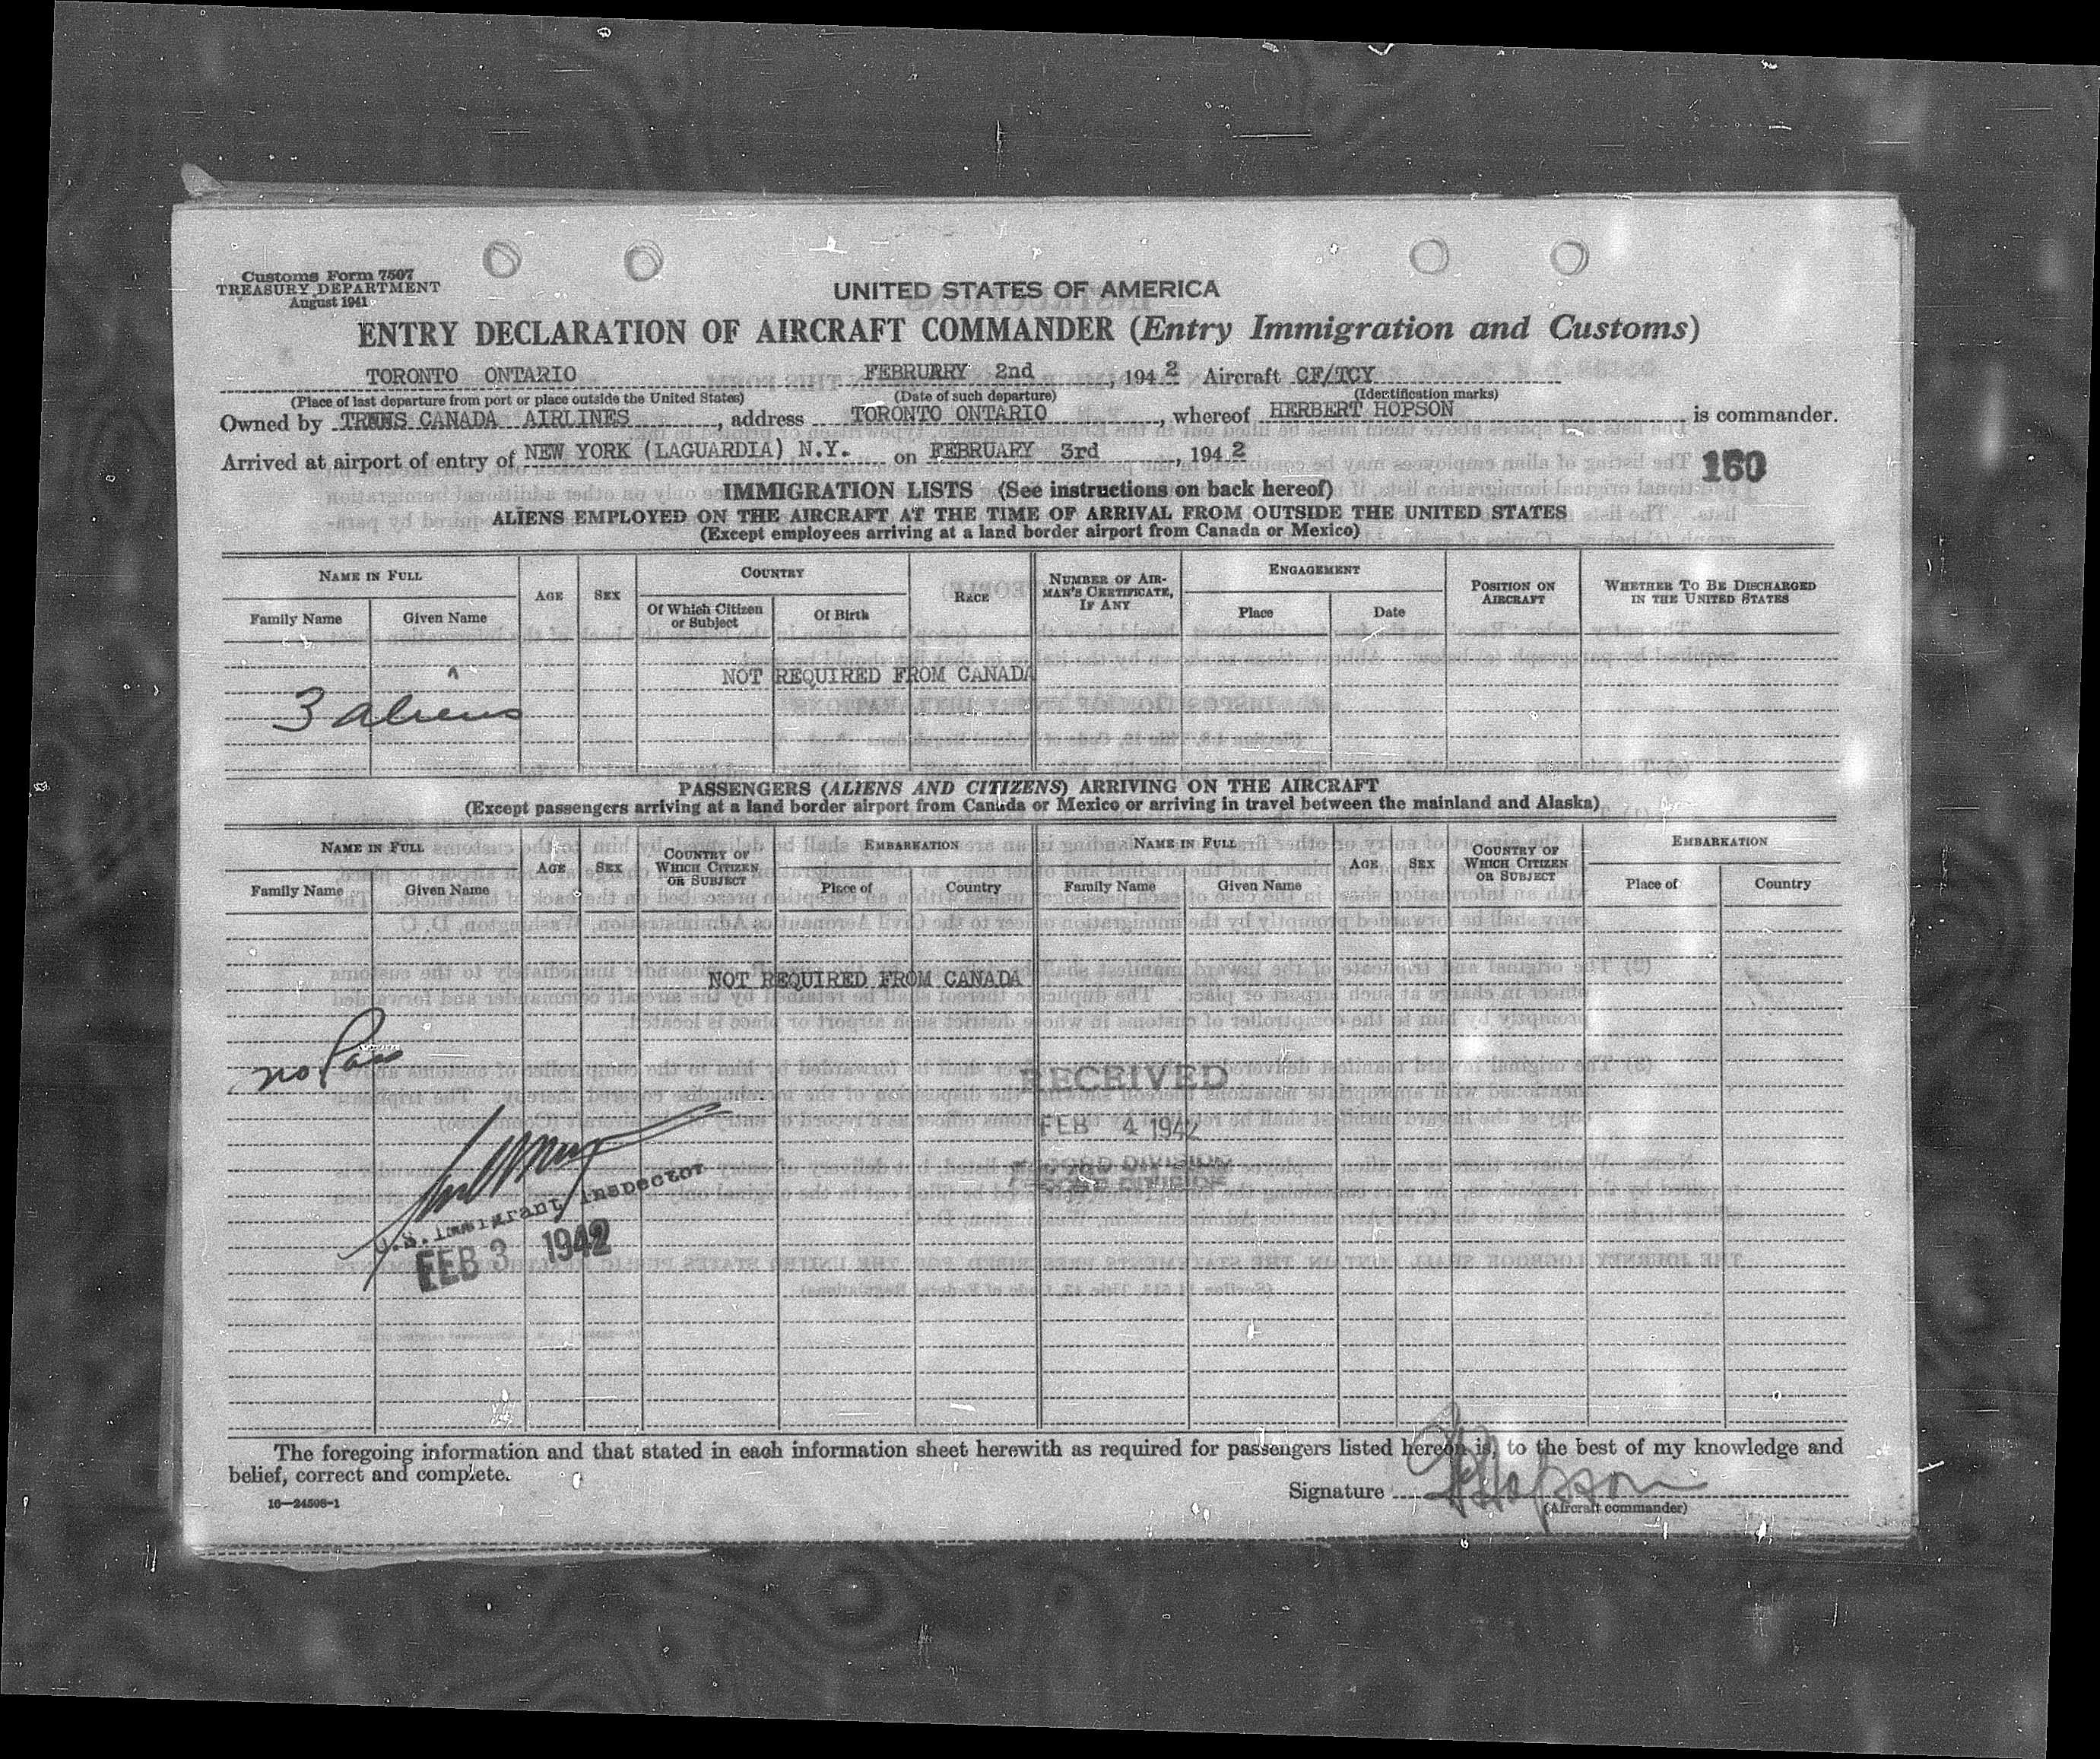 Customs Form 7507
TREASURY DEPARTMENT
August 1941
UNITED STATES OF AMERICA
ENTRY DECLARATION OF AIRCRAFT COMMANDER (Entry Immigration and Customs)
TORONTO ONTARIO FEBRURRY 2nd, 1942 Aircraft CF/TCY
(Place of last departure from port or place outside the United States) (Date of such departure) (Identification marks)
Owned by TRNNS CANADA AIRLINES, address TORONTO ONTARIO, whereof HERBERT HOPSON is commander.
Arrived at airport of entry of NEW YORK (LAGUARDIA) N.Y. on FEBRUARY 3rd, 1942
160
IMMIGRATION LISTS (See instructions on back hereof)
ALIENS EMPLOYED ON THE AIRCRAFT AT THE TIME OF ARRIVAL FROM OUTSIDE THE UNITED STATES
(Except employees arriving at a land border airport from Canada or Mexico)
NAME IN FULL
Family Name Given Name
AGE
SEX
COUNTRY
Of Which Citizen or Subject
Of Birth
RACE
NUMBER OF AIRMAN'S CERTIFICATE, IF ANY
ENGAGEMENT
Place Date
POSITION ON AIRCRAFT
WHETHER TO BE DISCHARGED IN THE UNITED STATES
NOT REQUIRED FROM CANADA
3 aliens
PASSENGERS (ALIENS AND CITIZENS) ARRIVING ON THE AIRCRAFT
(Except passengers arriving at a land border airport from Canada or Mexico or arriving in travel between the mainland and Alaska)
NAME IN FULL
Family Name Given Name
AGE
SEX
COUNTRY OF WHICH CITIZEN OR SUBJECT
EMBARKATION
Place of Country
NAME IN FULL
Family Name Given Name
AGE
SEX
COUNTRY OF WHICH CITIZEN OR SUBJECT
EMBARKATION
Place of Country
NOT REQUIRED FROM CANADA
no Pass
RECEIVED
FEB 4 1942
RECORD DIVISION
U.S. Immigrant Inspector
FEB 3 1942
The foregoing information and that stated in each information sheet herewith as required for passengers listed hereon is, to the best of my knowledge and
belief, correct and complete.
16—24508-1
Signature H Hopson
(Aircraft commander)